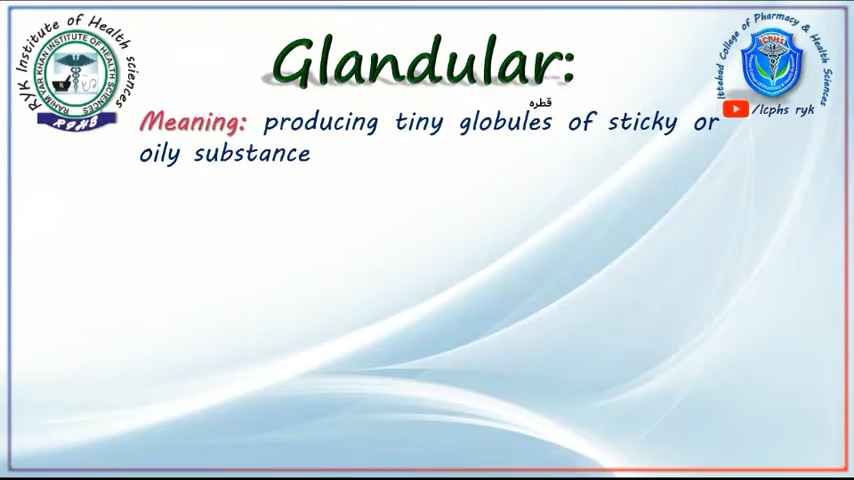 RYK Institute of Health sciences
RAHIM YAR KHAN INSTITUTE OF HEALTH SCIENCES
RIHS
Glandular:
Ittehad College of Pharmacy & Health Sciences
ICPHS
/Icphs ryk
قطره
Meaning: producing tiny globules of sticky or
oily substance